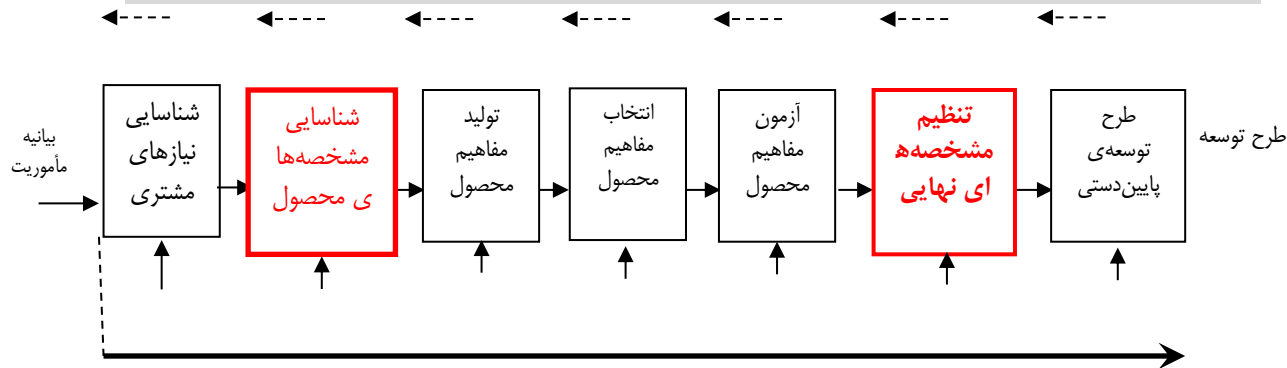 بیانیه
مأموریت
شناسایی
نیازهای
مشتری
شناسایی
مشخصه‌ها
ی محصول
تولید
مفاهیم
محصول
انتخاب
مفاهیم
محصول
آزمون
مفاهیم
محصول
تنظیم
مشخصه‌ه
ای نهایی
طرح
توسعه‌ی
پایین‌دستی
طرح توسعه